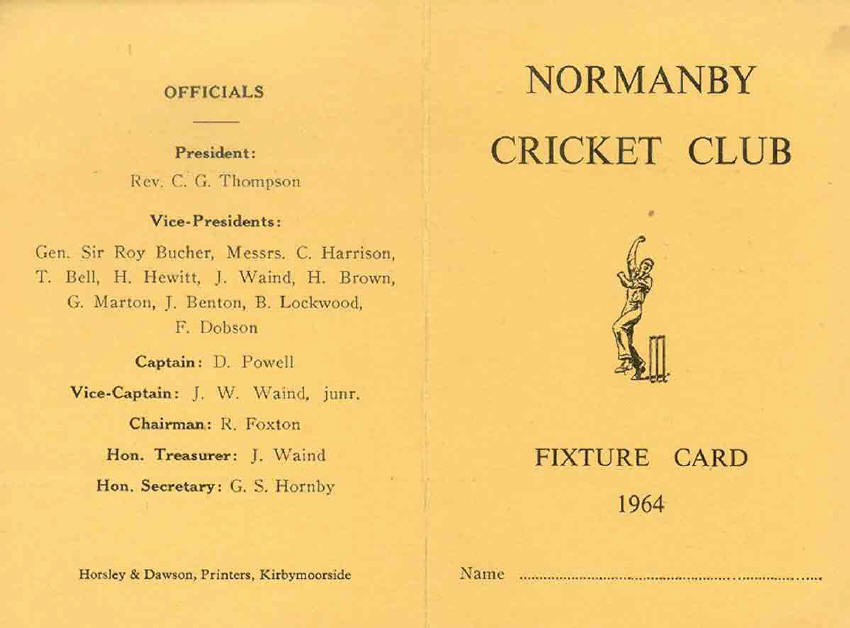 OFFICIALS
President:
Rev. C. G. Thompson
Vice-Presidents:
Gen. Sir Roy Bucher, Messrs. C. Harrison,
T. Bell, H. Hewitt, J. Waind, H. Brown,
G. Marton, J. Benton, B. Lockwood,
F. Dobson
Captain: D. Powell
Vice-Captain: J. W. Waind, junr.
Chairman: R. Foxton
Hon. Treasurer: J. Waind
Hon. Secretary: G. S. Hornby
Horsley & Dawson, Printers, Kirbymoorside
NORMANBY
CRICKET CLUB
FIXTURE CARD
1964
Name